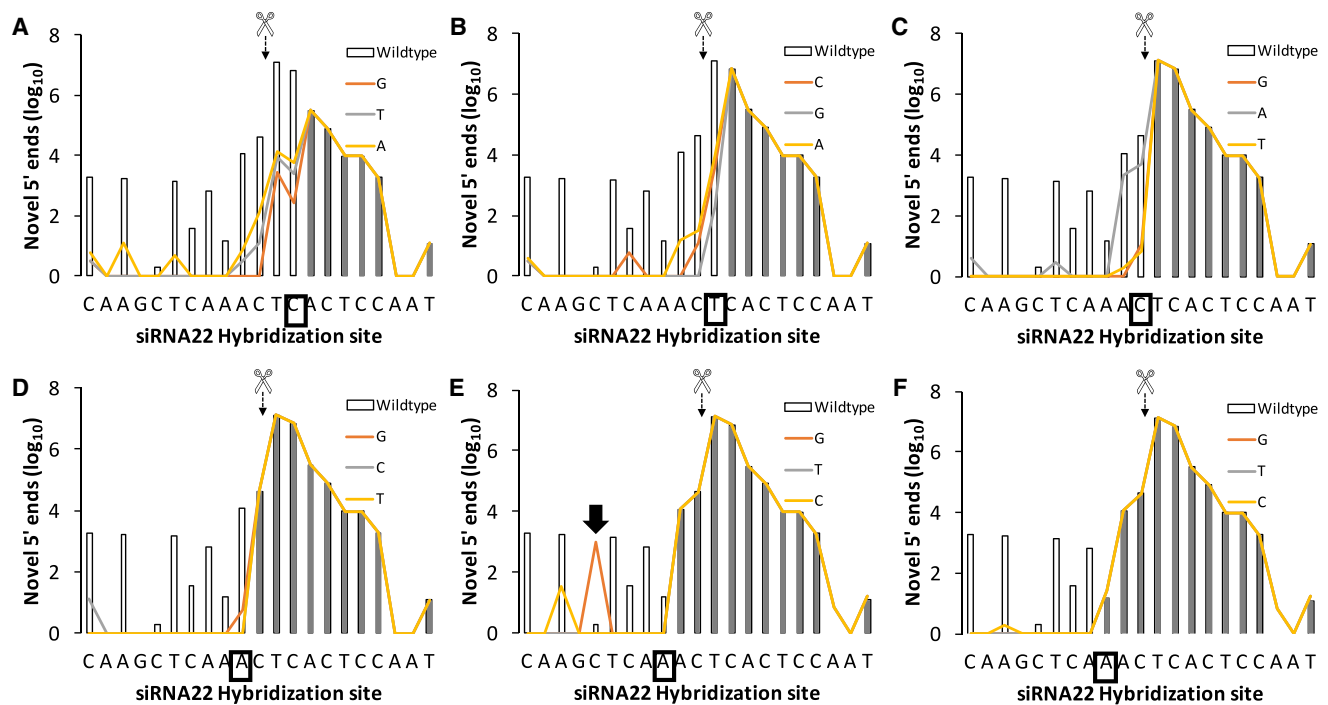 A
Novel 5' ends (log10)
8
6
4
2
0
Wildtype
G
T
A
C A A G C T C A A A C T C A C T C C A A T
siRNA22 Hybridization site
B
Novel 5' ends (log10)
8
6
4
2
0
Wildtype
C
G
A
C A A G C T C A A A C T C A C T C C A A T
siRNA22 Hybridization site
C
Novel 5' ends (log10)
8
6
4
2
0
Wildtype
G
A
T
C A A G C T C A A A C T C A C T C C A A T
siRNA22 Hybridization site
D
Novel 5' ends (log10)
8
6
4
2
0
Wildtype
G
C
T
C A A G C T C A A A C T C A C T C C A A T
siRNA22 Hybridization site
E
Novel 5' ends (log10)
8
6
4
2
0
Wildtype
G
T
C
C A A G C T C A A A C T C A C T C C A A T
siRNA22 Hybridization site
F
Novel 5' ends (log10)
8
6
4
2
0
Wildtype
G
T
C
C A A G C T C A A A C T C A C T C C A A T
siRNA22 Hybridization site